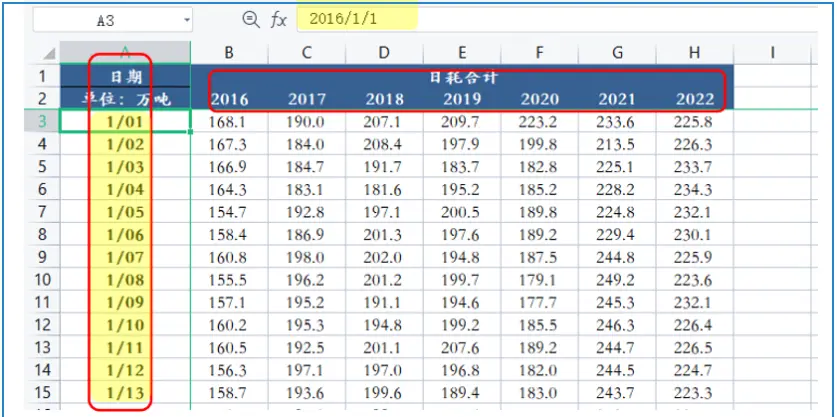 A3 fx 2016/1/1
A B C D E F G H I
1 日期 日耗合计
2 单位：万吨 2016 2017 2018 2019 2020 2021 2022
3 1/01 168.1 190.0 207.1 209.7 223.2 233.6 225.8
4 1/02 167.3 184.0 208.4 197.9 199.8 213.5 226.3
5 1/03 166.9 184.7 191.7 183.7 182.8 225.1 233.7
6 1/04 164.3 183.1 181.6 195.2 185.2 228.2 234.3
7 1/05 154.7 192.8 197.1 200.5 189.8 224.8 232.1
8 1/06 158.4 186.9 201.3 197.6 189.2 229.4 230.1
9 1/07 160.8 198.0 202.0 194.8 187.5 244.8 225.9
10 1/08 155.5 196.2 201.2 199.7 179.1 249.2 223.6
11 1/09 157.1 195.2 191.1 194.6 177.7 245.3 232.1
12 1/10 160.2 195.3 194.8 199.2 185.5 246.3 226.4
13 1/11 160.5 192.5 201.1 207.6 189.2 244.7 226.5
14 1/12 156.3 197.1 197.0 196.8 182.0 244.5 224.7
15 1/13 158.7 193.6 199.6 189.4 183.0 243.7 223.3